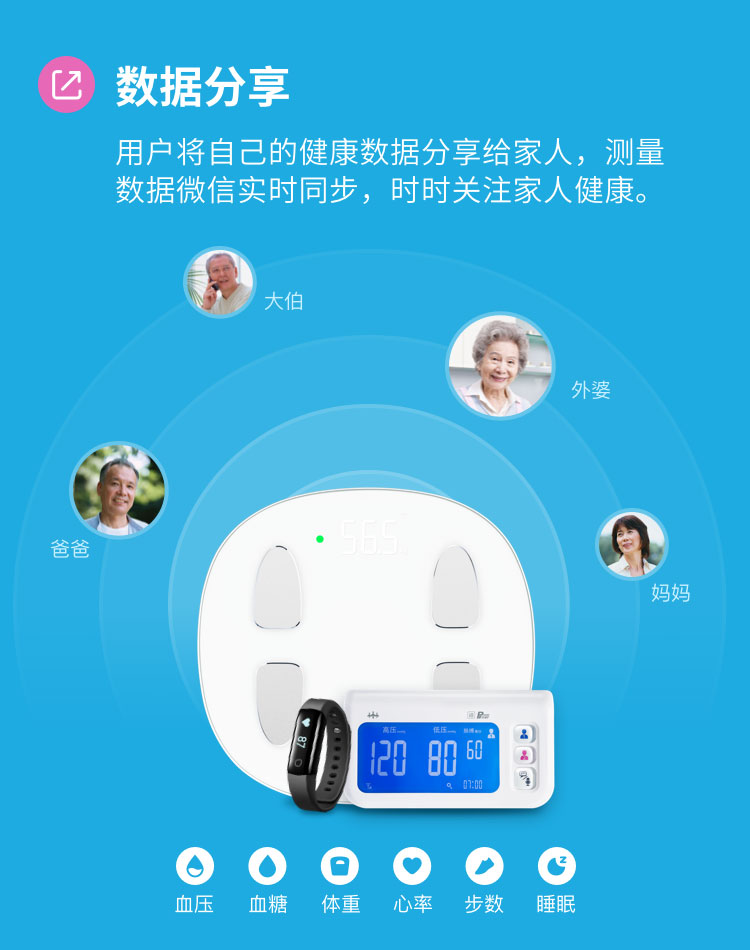 数据分享
用户将自己的健康数据分享给家人，测量
数据微信实时同步，时时关注家人健康。
大伯
外婆
爸爸
妈妈
56.5
高压
低压
120
80
60
87
07:00
血压
血糖
体重
心率
步数
睡眠